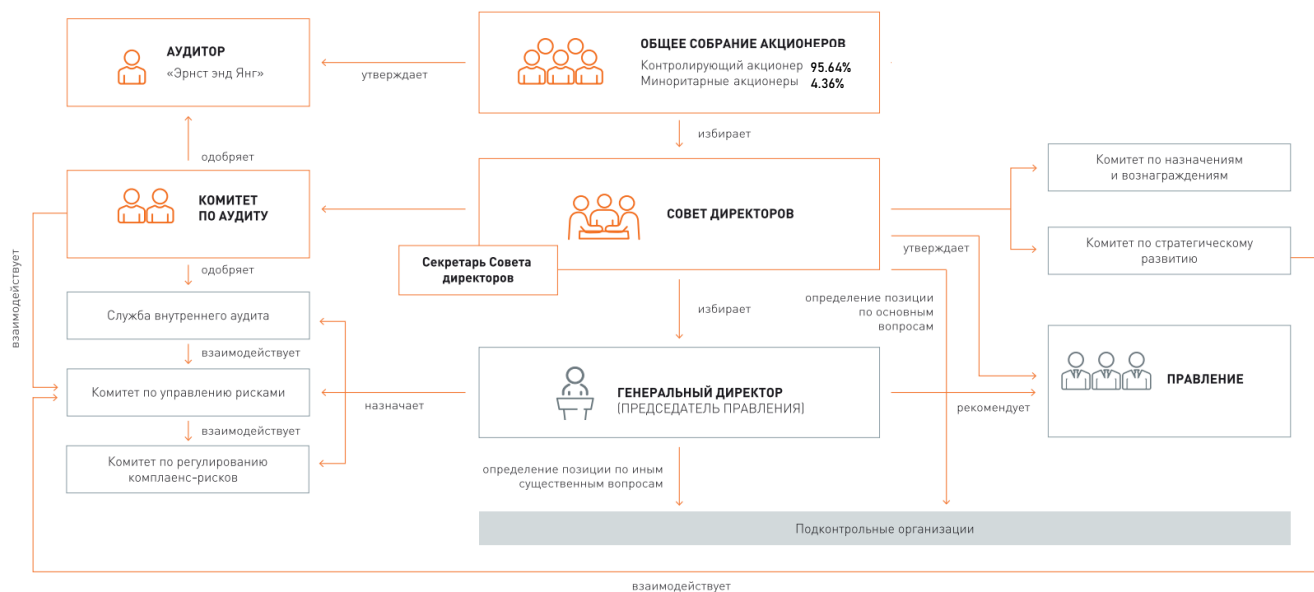 АУДИТОР
«Эрнст энд Янг»
утверждает
ОБЩЕЕ СОБРАНИЕ АКЦИОНЕРОВ
Контролирующий акционер 95.64%
Миноритарные акционеры 4.36%
избирает
одобряет
КОМИТЕТ
ПО АУДИТУ
СОВЕТ ДИРЕКТОРОВ
Секретарь Совета
директоров
Комитет по назначениям
и вознаграждениям
утверждает
Комитет по стратегическому
развитию
взаимодействует
одобряет
Служба внутреннего аудита
взаимодействует
Комитет по управлению рисками
взаимодействует
Комитет по регулированию
комплаенс-рисков
назначает
избирает
определение позиции
по основным
вопросам
ГЕНЕРАЛЬНЫЙ ДИРЕКТОР
(ПРЕДСЕДАТЕЛЬ ПРАВЛЕНИЯ)
рекомендует
ПРАВЛЕНИЕ
определение позиции по иным
существенным вопросам
Подконтрольные организации
взаимодействует